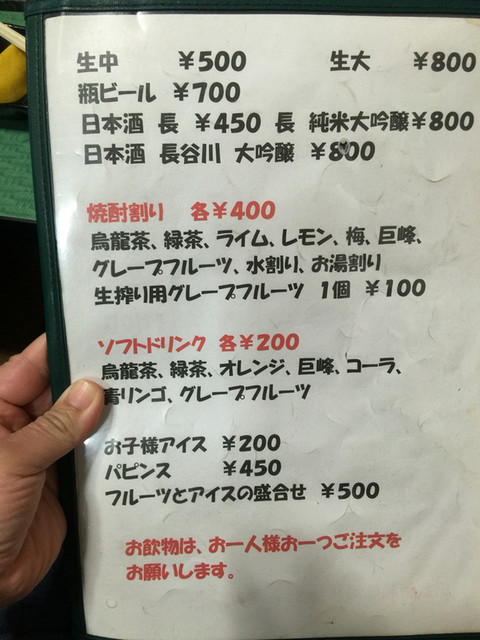 生中 ¥500 生大 ¥800
瓶ビール ¥700
日本酒 長 ¥450 長 純米大吟醸¥800
日本酒 長谷川 大吟醸 ¥800
焼酎割り 各¥400
烏龍茶、緑茶、ライム、レモン、梅、巨峰、
グレープフルーツ、水割り、お湯割り
生搾り用グレープフルーツ 1個 ¥100
ソフトドリンク 各¥200
烏龍茶、緑茶、オレンジ、巨峰、コーラ、
青リンゴ、グレープフルーツ
お子様アイス ¥200
パピンス ¥450
フルーツとアイスの盛合せ ¥500
お飲物は、お一人様お一つご注文を
お願いします。